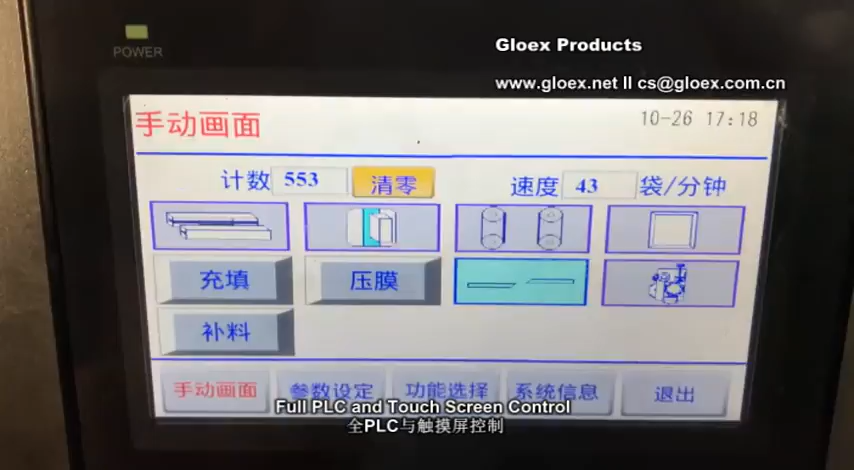 POWER
Gloex Products
www.gloex.net ll cs@gloex.com.cn
手动画面
10-26 17:18
计数 553 清零 速度 43 袋/分钟
充填 压膜
补料
手动画面 参数设定 功能选择 系统信息 退出
Full PLC and Touch Screen Control
全PLC与触摸屏控制